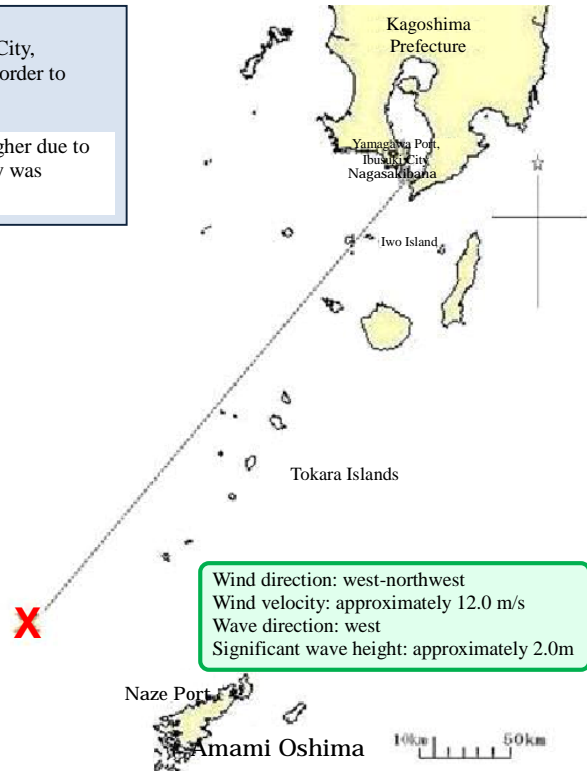 City,
order to
gher due to
y was
Kagoshima
Prefecture
Yamagawa Port,
Ibusuki City
Nagasakibana
Iwo Island
Tokara Islands
X
Wind direction: west-northwest
Wind velocity: approximately 12.0 m/s
Wave direction: west
Significant wave height: approximately 2.0m
Naze Port
Amami Oshima
10km 50km